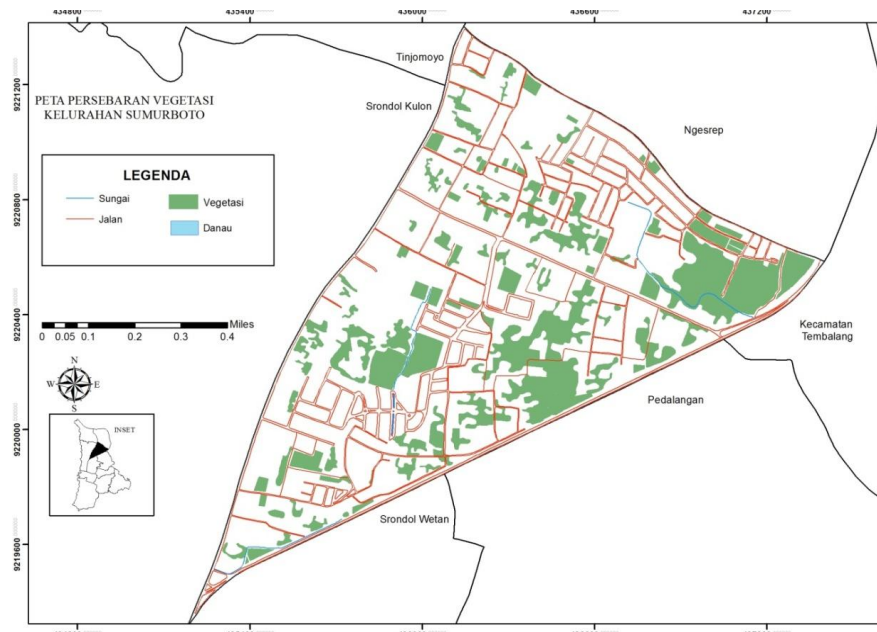 434800
435400
436000
436600
437200
9221200
9220800
9220400
9220000
9219600
PETA PERSEBARAN VEGETASI
KELURAHAN SUMURBOTO
LEGENDA
Sungai
Vegetasi
Jalan
Danau
Miles
0 0.05 0.1 0.2 0.3 0.4
N
W E
S
INSET
Tinjomoyo
Srondol Kulon
Ngesrep
Kecamatan
Tembalang
Pedalangan
Srondol Wetan